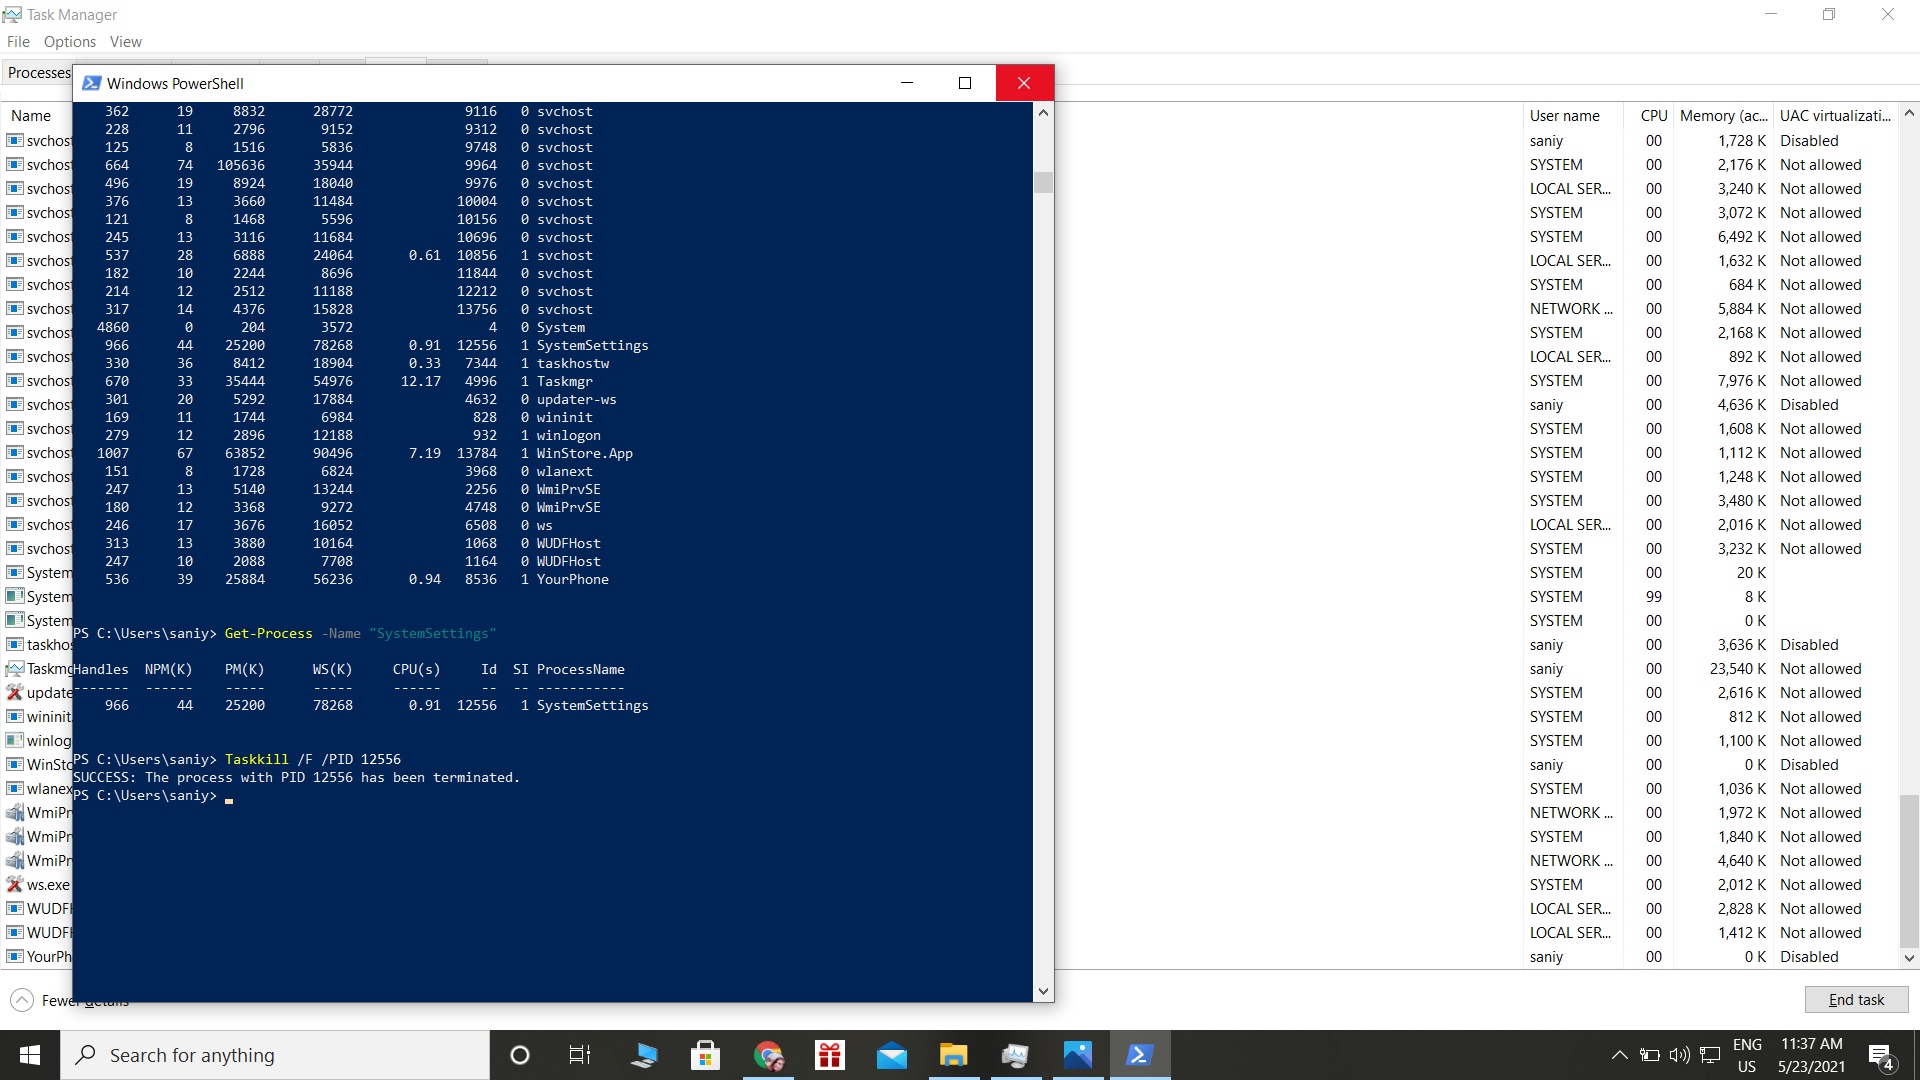 Task Manager
File Options View
Processes
Windows PowerShell
Name
User name CPU Memory (ac... UAC virtualizati...
362 19 8832 28772 9116 0 svchost
228 11 2796 9152 9312 0 svchost
125 8 1516 5836 9748 0 svchost
664 74 105636 35944 9964 0 svchost
496 19 8924 18040 9976 0 svchost
376 13 3660 11484 10004 0 svchost
121 8 1468 5596 10156 0 svchost
245 13 3116 11684 10696 0 svchost
537 28 6888 24064 0.61 10856 1 svchost
182 10 2244 8696 11844 0 svchost
214 12 2512 11188 12212 0 svchost
317 14 4376 15828 13756 0 svchost
4860 0 204 3572 4 0 System
966 44 25200 78268 0.91 12556 1 SystemSettings
330 36 8412 18904 0.33 7344 1 taskhostw
670 33 35444 54976 12.17 4996 1 Taskmgr
301 20 5292 17884 4632 0 updater-ws
169 11 1744 6984 828 0 wininit
279 12 2896 12188 932 1 winlogon
1007 67 63852 90496 7.19 13784 1 WinStore.App
151 8 1728 6824 3968 0 wlanext
247 13 5140 13244 2256 0 WmiPrvSE
180 12 3368 9272 4748 0 WmiPrvSE
246 17 3676 16052 6508 0 ws
313 13 3880 10164 1068 0 WUDFHost
247 10 2088 7708 1164 0 WUDFHost
536 39 25884 56236 0.94 8536 1 YourPhone
PS C:\Users\saniy> Get-Process -Name "SystemSettings"
Handles NPM(K) PM(K) WS(K) CPU(s) Id SI ProcessName
------- ------ ----- ----- ------ -- -- -----------
966 44 25200 78268 0.91 12556 1 SystemSettings
PS C:\Users\saniy> Taskkill /F /PID 12556
SUCCESS: The process with PID 12556 has been terminated.
PS C:\Users\saniy>
svchost saniy 00 1,728 K Disabled
svchost SYSTEM 00 2,176 K Not allowed
svchost LOCAL SER... 00 3,240 K Not allowed
svchost SYSTEM 00 3,072 K Not allowed
svchost SYSTEM 00 6,492 K Not allowed
svchost LOCAL SER... 00 1,632 K Not allowed
svchost SYSTEM 00 684 K Not allowed
svchost NETWORK ... 00 5,884 K Not allowed
svchost SYSTEM 00 2,168 K Not allowed
svchost LOCAL SER... 00 892 K Not allowed
svchost SYSTEM 00 7,976 K Not allowed
svchost saniy 00 4,636 K Disabled
svchost SYSTEM 00 1,608 K Not allowed
svchost SYSTEM 00 1,112 K Not allowed
svchost SYSTEM 00 1,248 K Not allowed
svchost SYSTEM 00 3,480 K Not allowed
svchost LOCAL SER... 00 2,016 K Not allowed
svchost SYSTEM 00 3,232 K Not allowed
System SYSTEM 00 20 K
System SYSTEM 99 8 K
System SYSTEM 00 0 K
taskhos saniy 00 3,636 K Disabled
Taskmg saniy 00 23,540 K Not allowed
update SYSTEM 00 2,616 K Not allowed
wininit. SYSTEM 00 812 K Not allowed
winlog SYSTEM 00 1,100 K Not allowed
WinSto saniy 00 0 K Disabled
wlanex SYSTEM 00 1,036 K Not allowed
WmiPr NETWORK ... 00 1,972 K Not allowed
WmiPr SYSTEM 00 1,840 K Not allowed
WmiPr NETWORK ... 00 4,640 K Not allowed
ws.exe SYSTEM 00 2,012 K Not allowed
WUDFH LOCAL SER... 00 2,828 K Not allowed
WUDFH LOCAL SER... 00 1,412 K Not allowed
YourPh saniy 00 0 K Disabled
Fewer details
End task
Search for anything
ENG
US
11:37 AM
5/23/2021
4